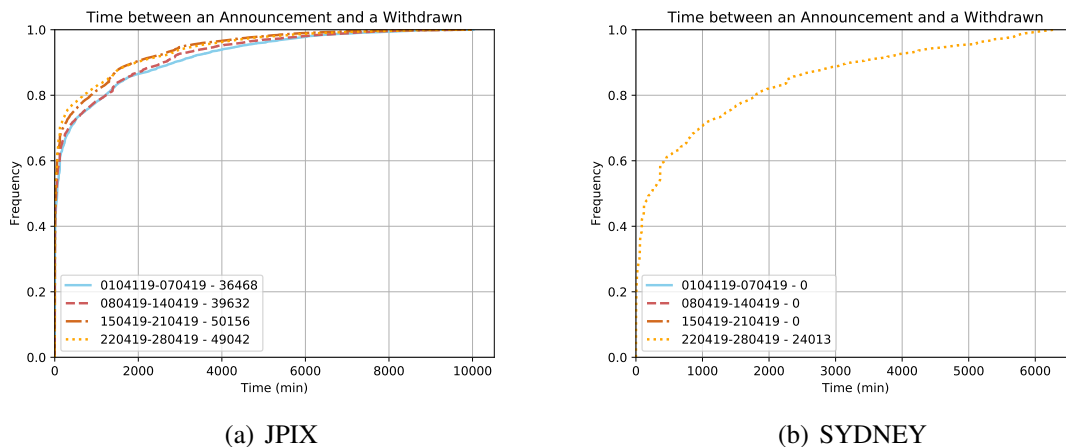 Time between an Announcement and a Withdrawn
1.0
0.8
0.6
0.4
0.2
0.0
Frequency
0104119-070419 - 36468
080419-140419 - 39632
150419-210419 - 50156
220419-280419 - 49042
0 2000 4000 6000 8000 10000
Time (min)
(a) JPIX
Time between an Announcement and a Withdrawn
1.0
0.8
0.6
0.4
0.2
0.0
Frequency
0104119-070419 - 0
080419-140419 - 0
150419-210419 - 0
220419-280419 - 24013
0 1000 2000 3000 4000 5000 6000
Time (min)
(b) SYDNEY